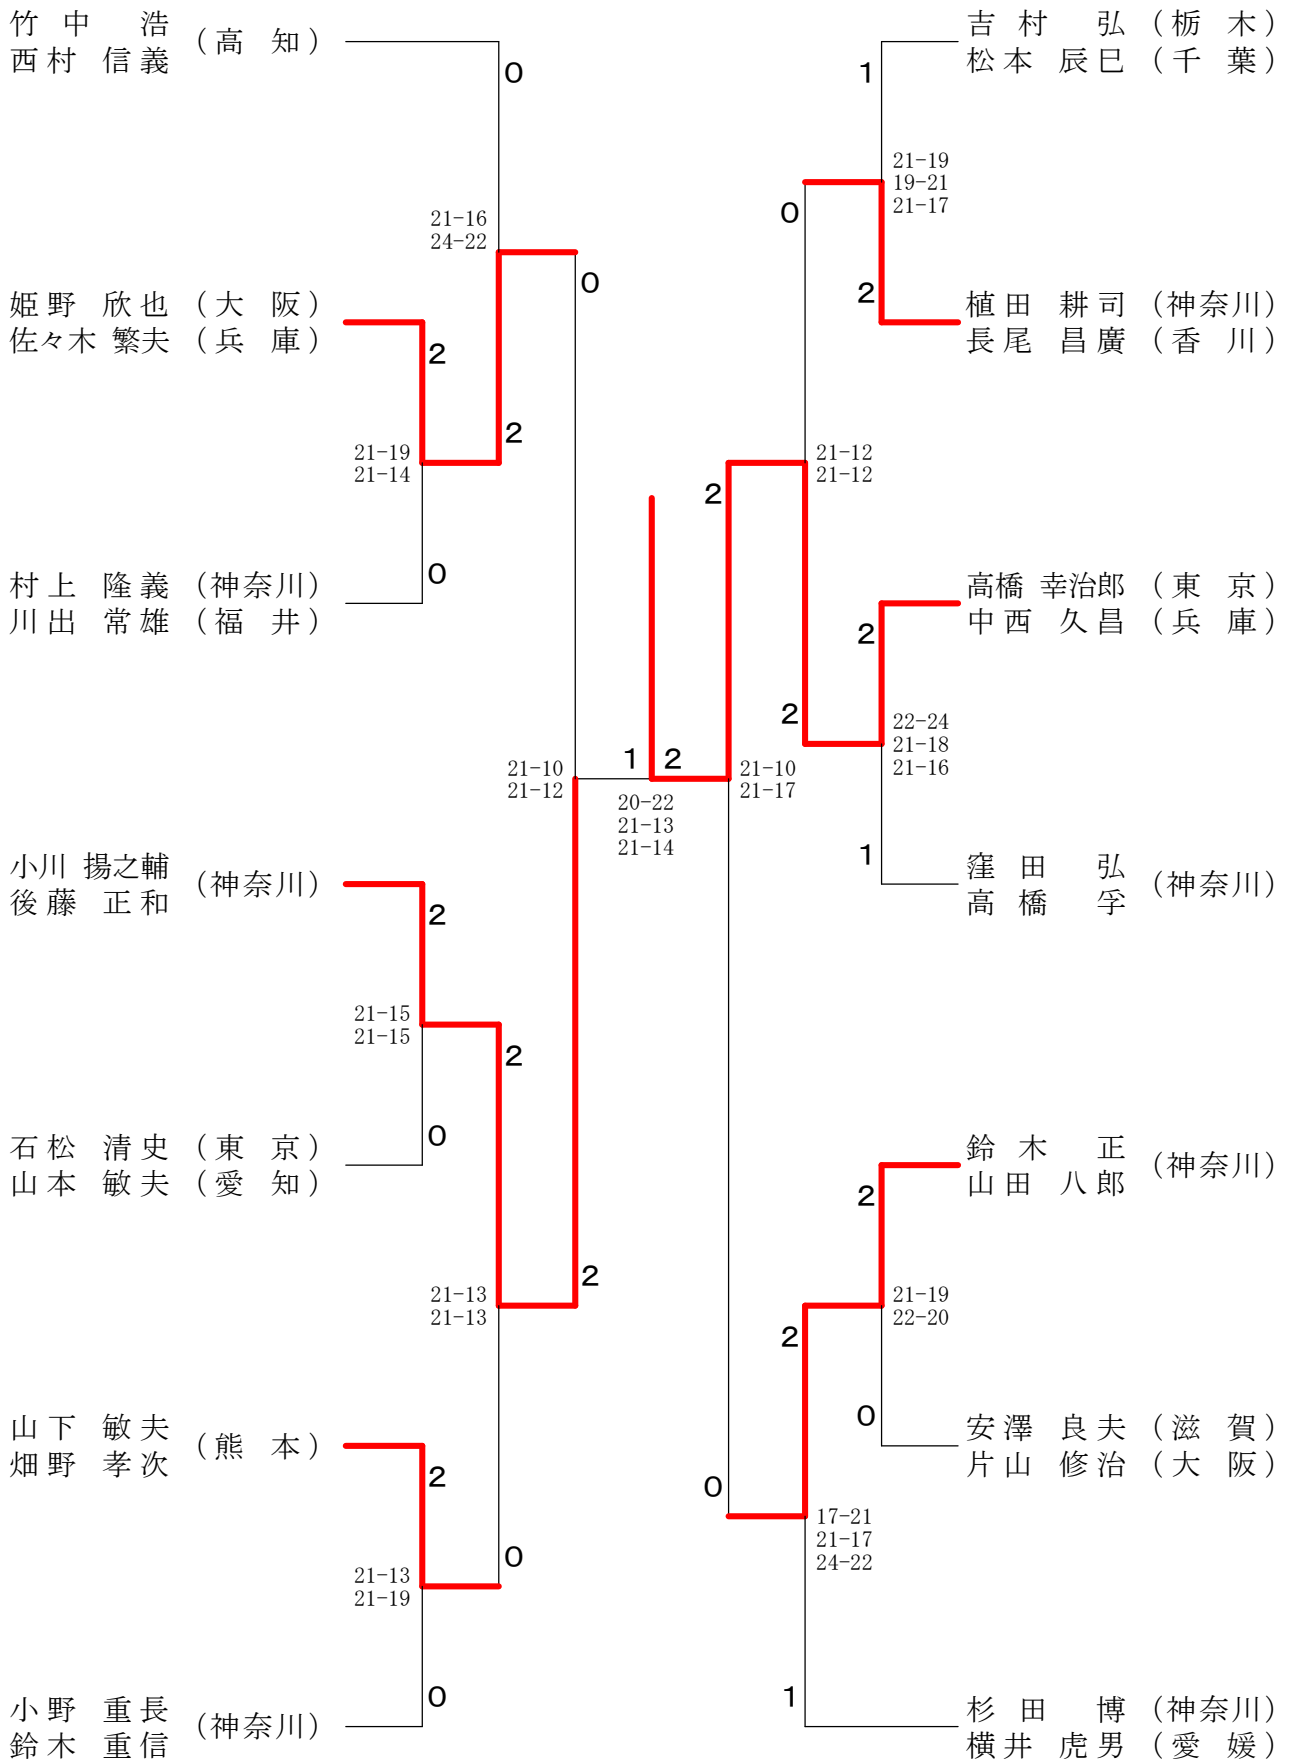 竹中 浩
西村 信義
（高 知）
0
21-16
24-22
姫野 欣也（大 阪）
佐々木 繁夫（兵 庫）
2
2
21-19
21-14
0
村上 隆義（神奈川）
川出 常雄（福 井）
0
小川 揚之輔
後藤 正和
（神奈川）
2
21-15
21-15
2
石松 清史（東 京）
山本 敏夫（愛 知）
0
21-13
21-13
2
21-10
21-12
山下 敏夫
畑野 孝次
（熊 本）
2
21-13
21-19
0
小野 重長
鈴木 重信
（神奈川）
0
1
2
20-22
21-13
21-14
吉村 弘（栃 木）
松本 辰巳（千 葉）
1
21-19
19-21
21-17
0
2
植田 耕司（神奈川）
長尾 昌廣（香 川）
2
21-12
21-12
高橋 幸治郎（東 京）
中西 久昌（兵 庫）
2
2
22-24
21-18
21-16
21-10
21-17
1
窪田 弘
高橋 孚
（神奈川）
鈴木 正
山田 八郎
（神奈川）
2
21-19
22-20
2
0
安澤 良夫（滋 賀）
片山 修治（大 阪）
0
17-21
21-17
24-22
1
杉田 博（神奈川）
横井 虎男（愛 媛）